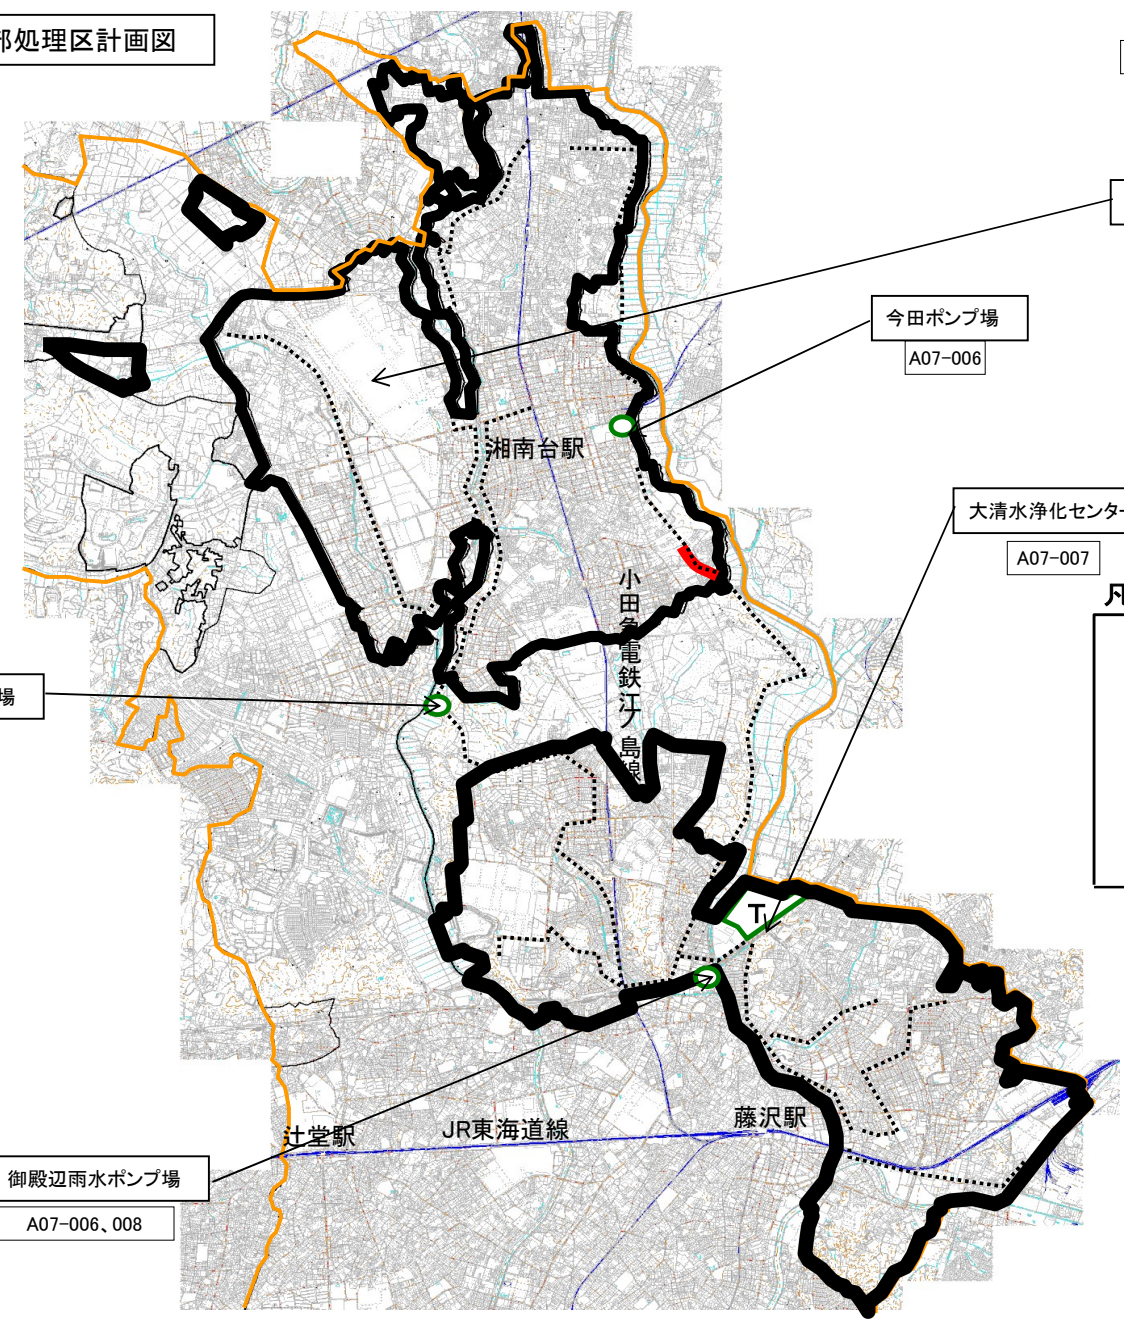 部処理区計画図
今田ポンプ場
A07-006
湘南台駅
大清水浄化センター
A07-007
凡
小田急電鉄江ノ島線
場
T
藤沢駅
JR東海道線
辻堂駅
御殿辺雨水ポンプ場
A07-006、008